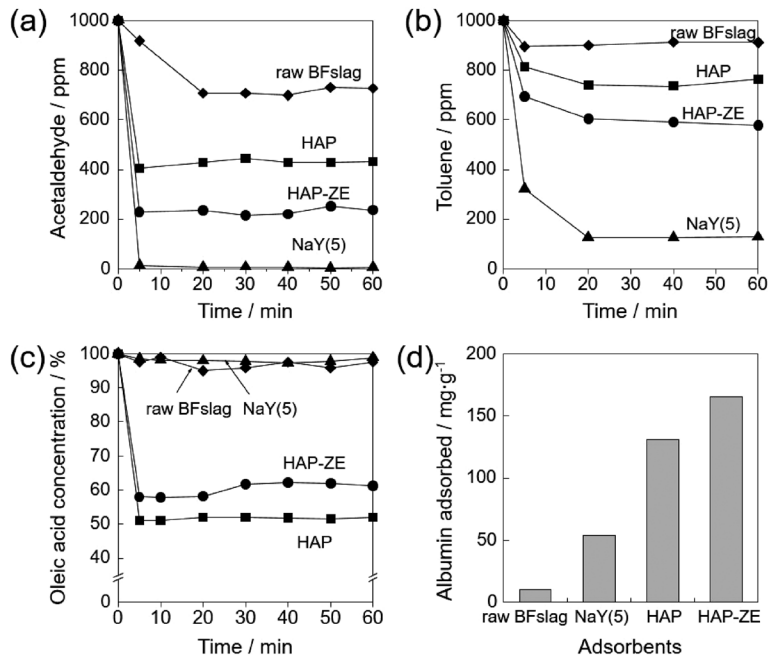 (a)
1000
800
600
400
200
0
Acetaldehyde / ppm
raw BFslag
HAP
HAP-ZE
NaY(5)
0 10 20 30 40 50 60
Time / min
(b)
1000
800
600
400
200
0
Toluene / ppm
raw BFslag
HAP
HAP-ZE
NaY(5)
0 10 20 30 40 50 60
Time / min
(c)
100
90
80
70
60
50
40
0
Oleic acid concentration / %
raw BFslag NaY(5)
HAP-ZE
HAP
0 10 20 30 40 50 60
Time / min
(d)
200
150
100
50
0
Albumin adsorbed / mg·g⁻¹
raw BFslag NaY(5) HAP HAP-ZE
Adsorbents